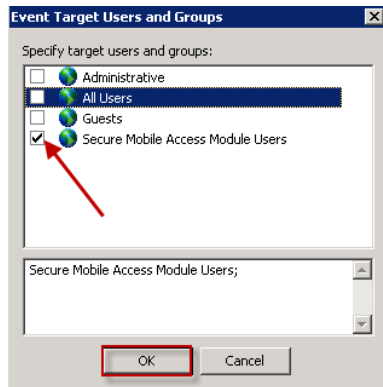 Event Target Users and Groups
Specify target users and groups:
Administrative
All Users
Guests
Secure Mobile Access Module Users
Secure Mobile Access Module Users;
OK
Cancel